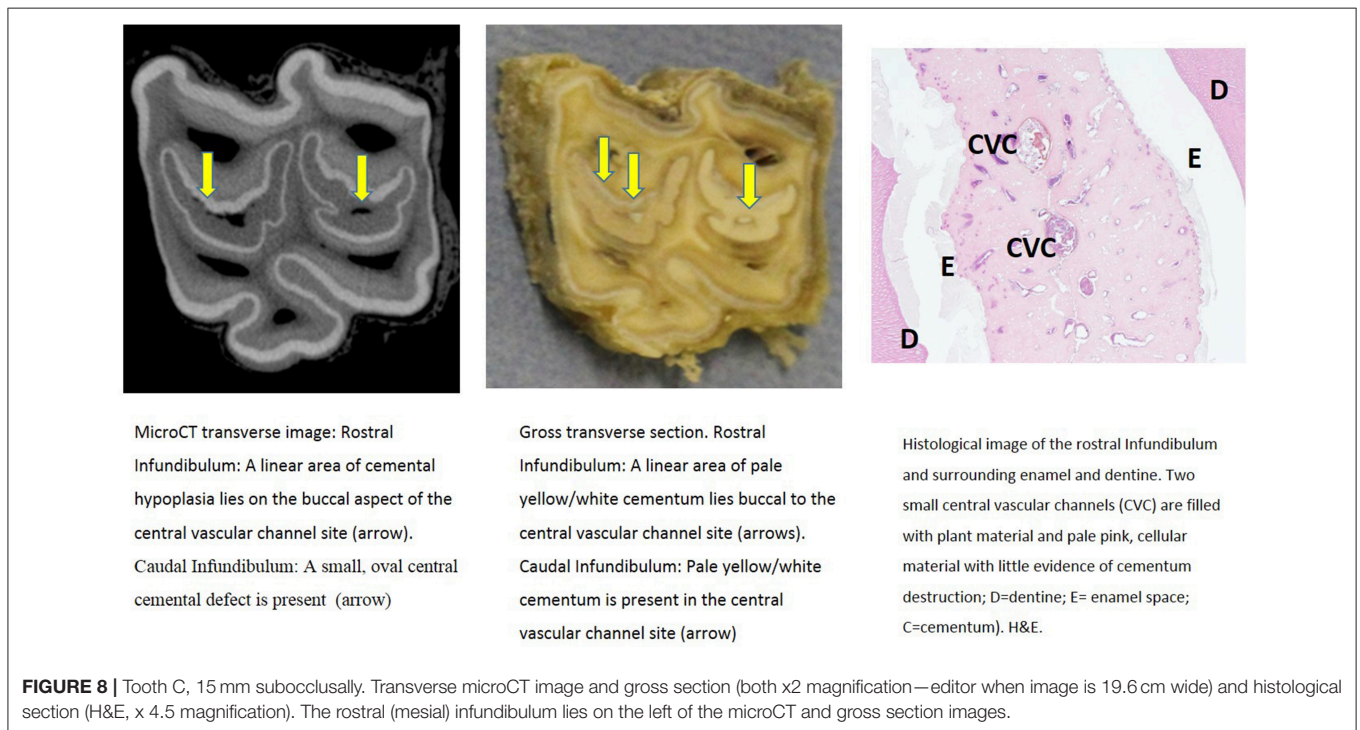 D
CVC
E
CVC
E
D
MicroCT transverse image: Rostral
Infundibulum: A linear area of cemental
hypoplasia lies on the buccal aspect of the
central vascular channel site (arrow).
Caudal Infundibulum: A small, oval central
cemental defect is present (arrow)
Gross transverse section. Rostral
Infundibulum: A linear area of pale
yellow/white cementum lies buccal to the
central vascular channel site (arrows).
Caudal Infundibulum: Pale yellow/white
cementum is present in the central
vascular channel site (arrow)
Histological image of the rostral Infundibulum
and surrounding enamel and dentine. Two
small central vascular channels (CVC) are filled
with plant material and pale pink, cellular
material with little evidence of cementum
destruction; D=dentine; E= enamel space;
C=cementum). H&E.
FIGURE 8 | Tooth C, 15 mm subocclusally. Transverse microCT image and gross section (both x2 magnification—editor when image is 19.6 cm wide) and histological
section (H&E, x 4.5 magnification). The rostral (mesial) infundibulum lies on the left of the microCT and gross section images.